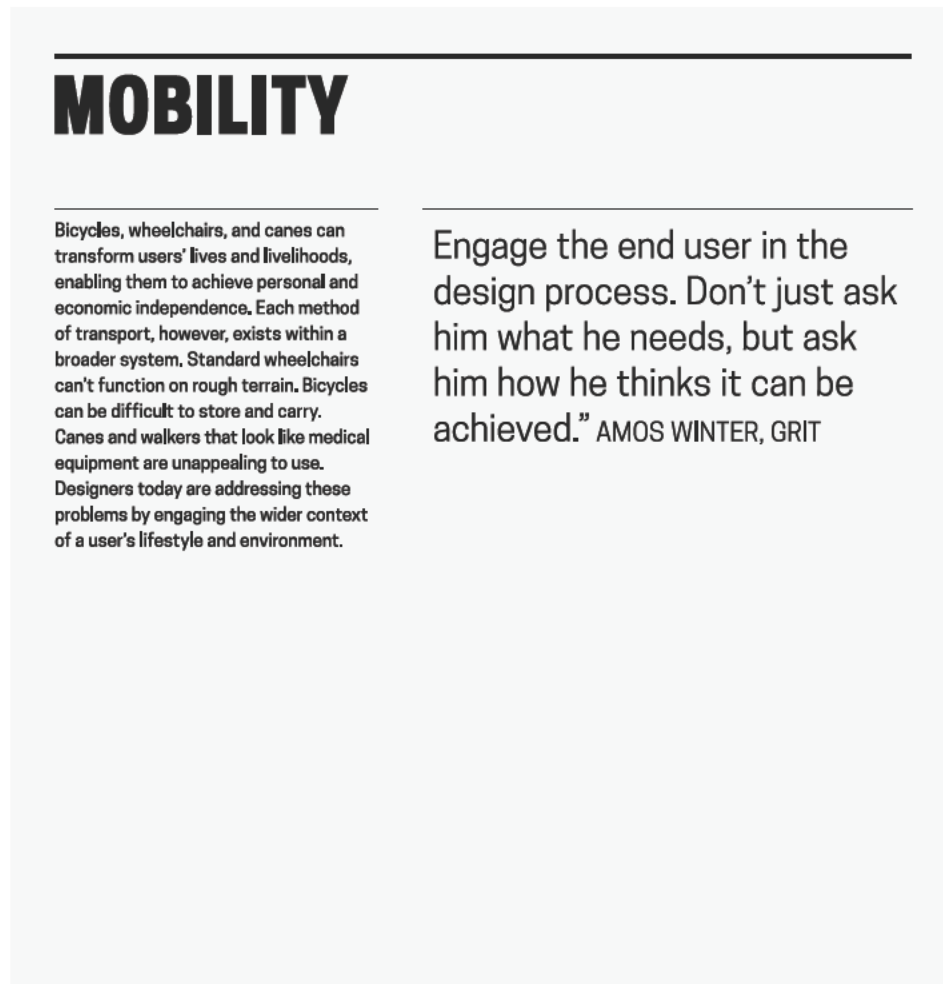 MOBILITY
Bicycles, wheelchairs, and canes can
transform users’ lives and livelihoods,
enabling them to achieve personal and
economic independence. Each method
of transport, however, exists within a
broader system. Standard wheelchairs
can’t function on rough terrain. Bicycles
can be difficult to store and carry.
Canes and walkers that look like medical
equipment are unappealing to use.
Designers today are addressing these
problems by engaging the wider context
of a user’s lifestyle and environment.
Engage the end user in the
design process. Don’t just ask
him what he needs, but ask
him how he thinks it can be
achieved.” AMOS WINTER, GRIT